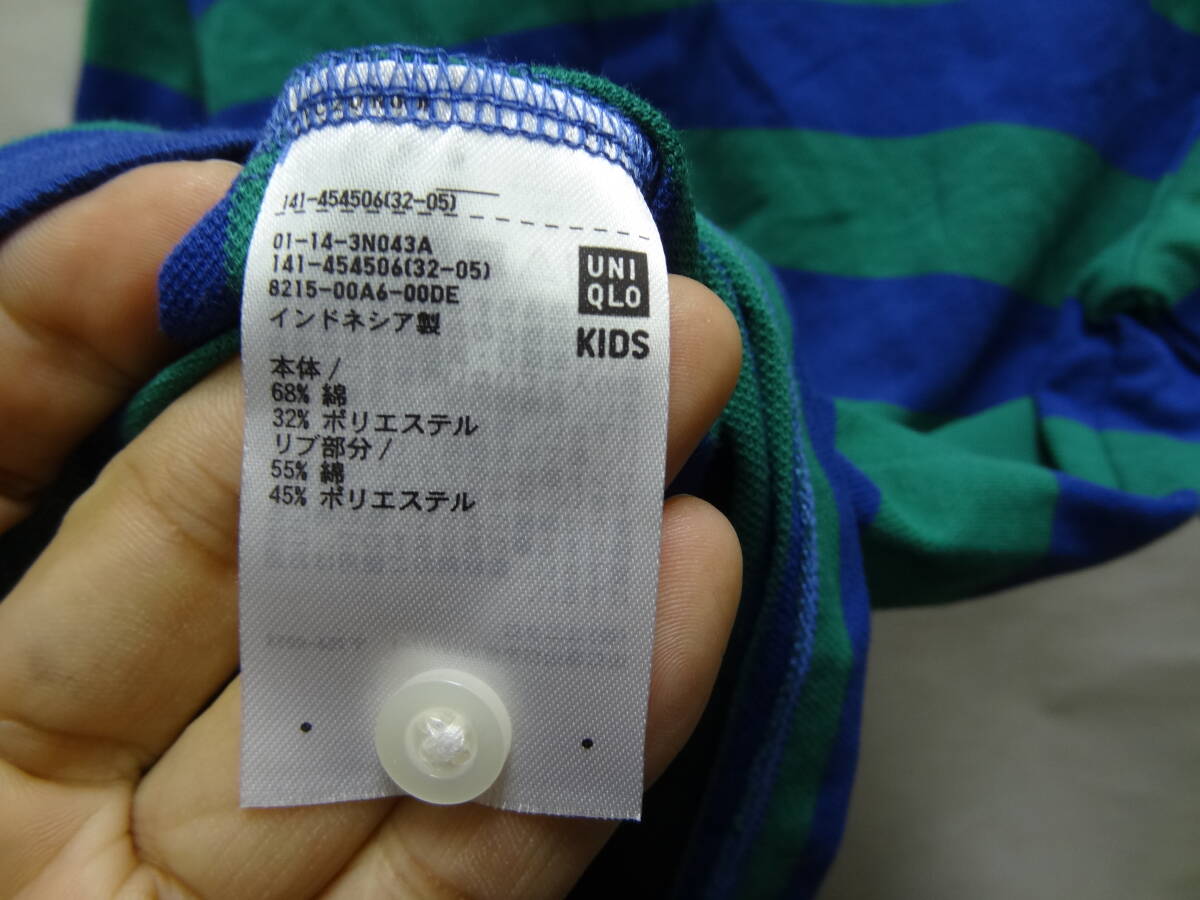 141-454506(32-05)
01-14-3N043A
141-454506(32-05)
8215-00A6-00DE
インドネシア製
UNI
QLO
KIDS
本体/
68% 綿
32% ポリエステル
リブ部分/
55% 綿
45% ポリエステル